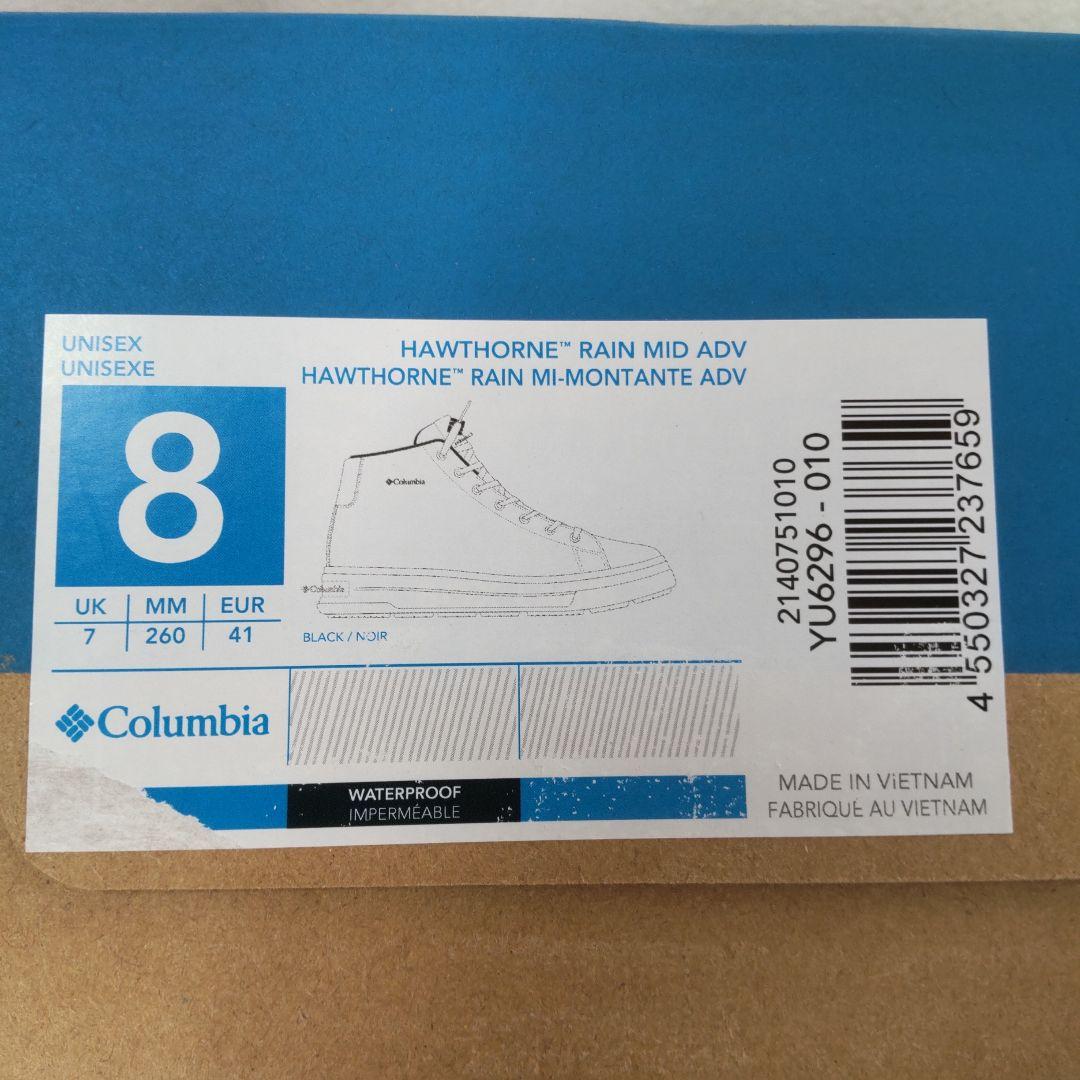 UNISEX
UNISEXE
8
UK | MM | EUR
7 | 260 | 41
HAWTHORNE™ RAIN MID ADV
HAWTHORNE™ RAIN MI-MONTANTE ADV
Columbia
Columbia
BLACK / NOIR
2140751010
YU6296 - 010
4 550327 237659
Columbia
WATERPROOF
IMPERMÉABLE
MADE IN ViETNAM
FABRIQUÉ AU VIETNAM